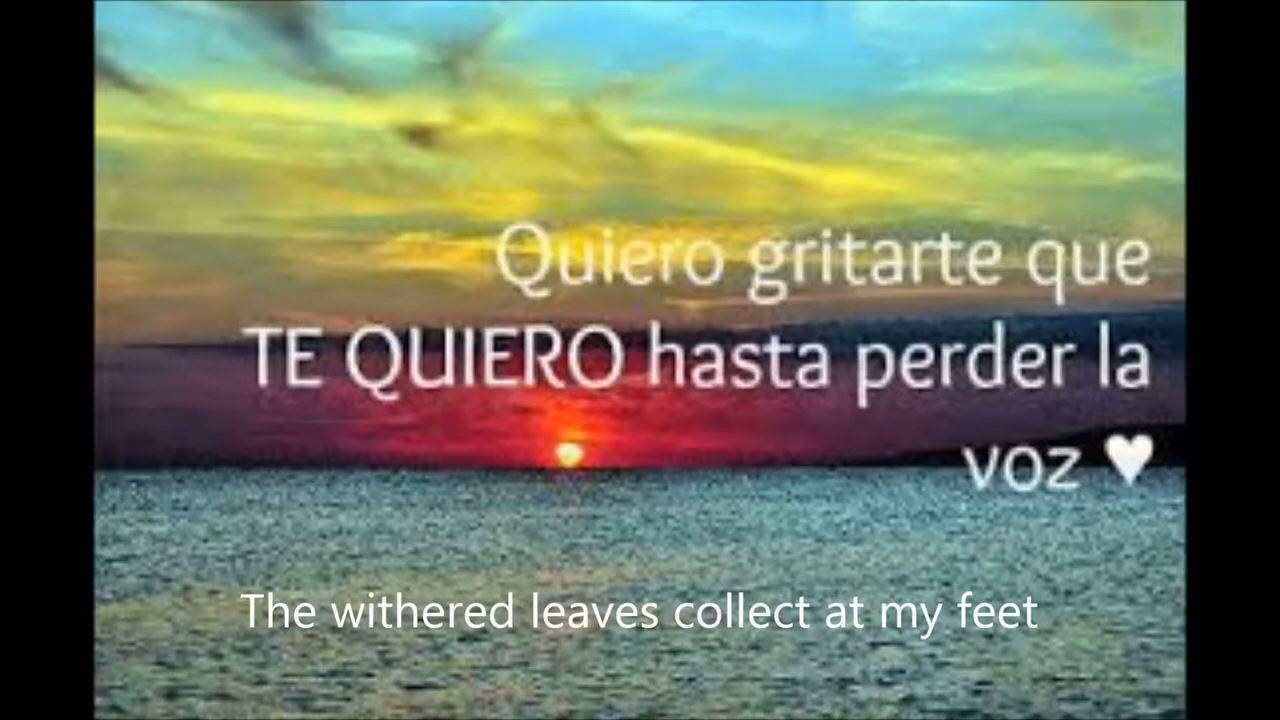 Quiero gritarte que
TE QUIERO hasta perder la
voz ♥
The withered leaves collect at my feet